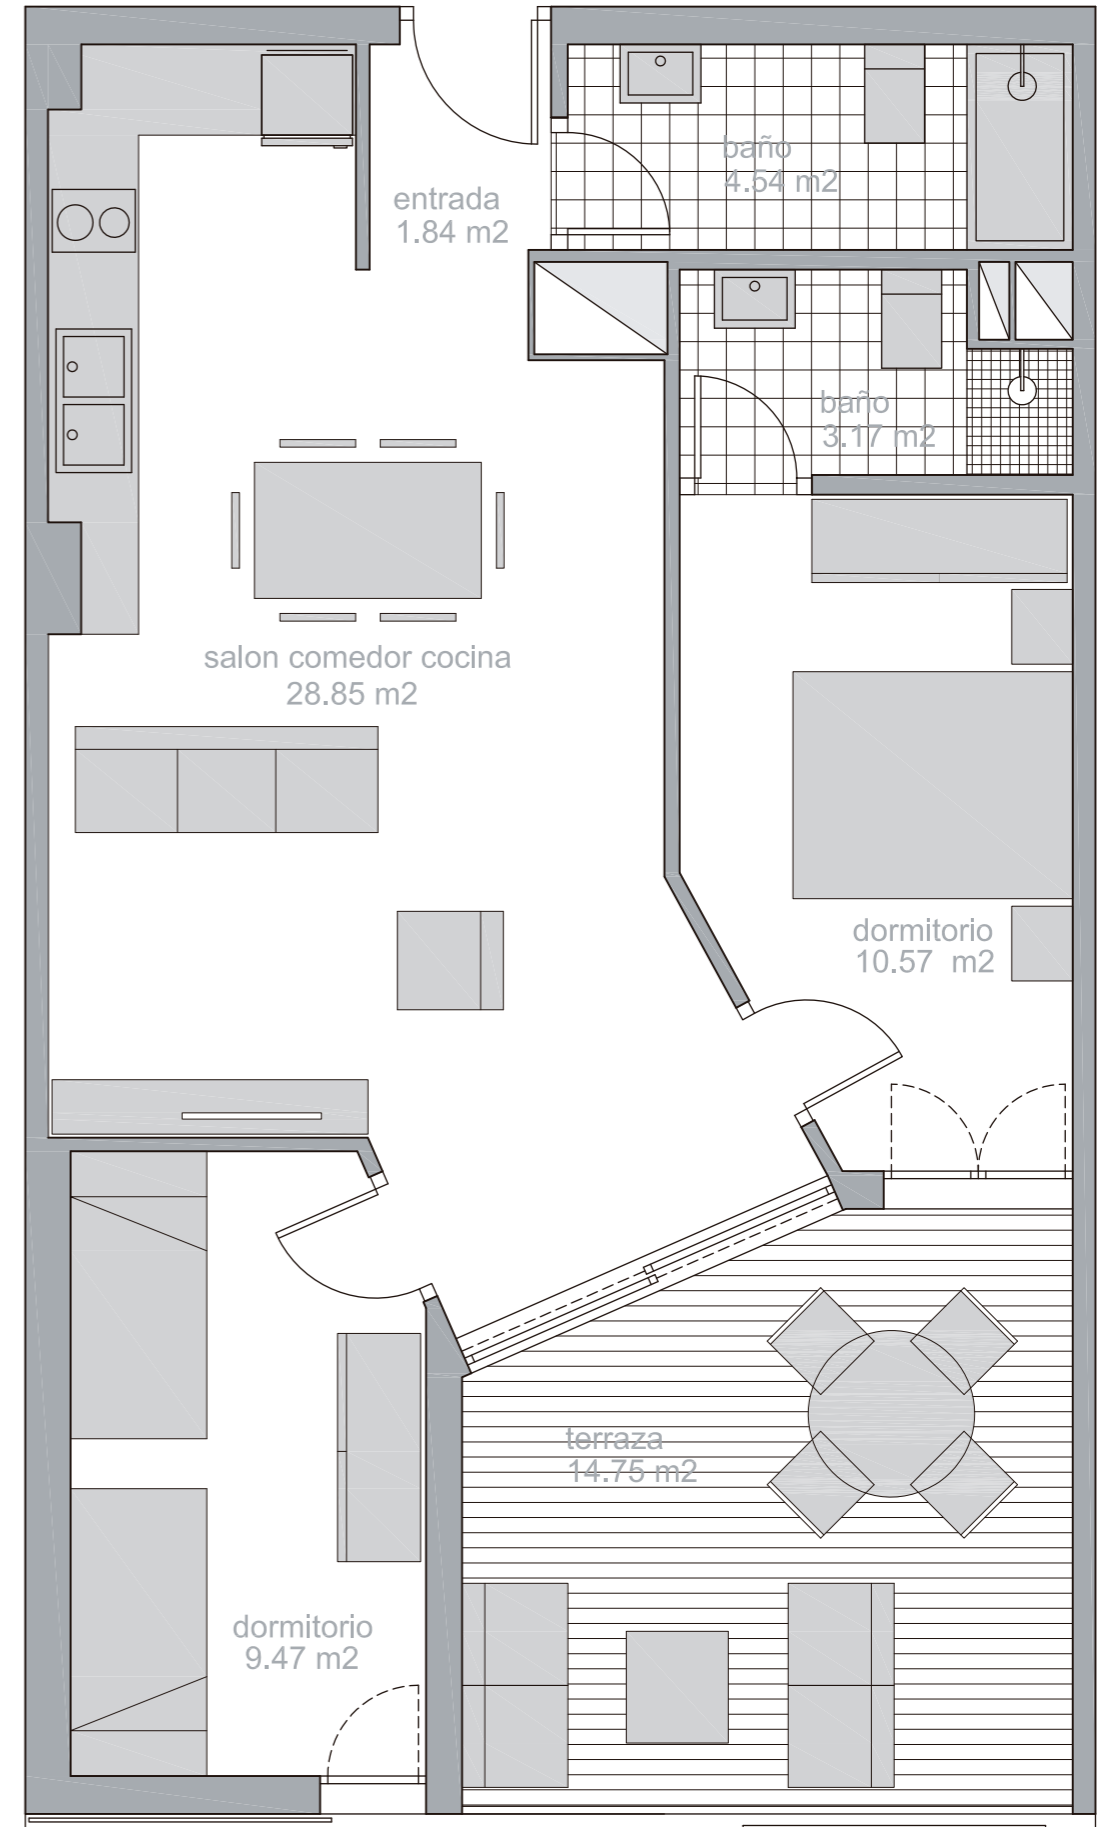 baño
4.54 m2
entrada
1.84 m2
baño
3.17 m2
salon comedor cocina
28.85 m2
dormitorio
10.57 m2
terraza
14.75 m2
dormitorio
9.47 m2